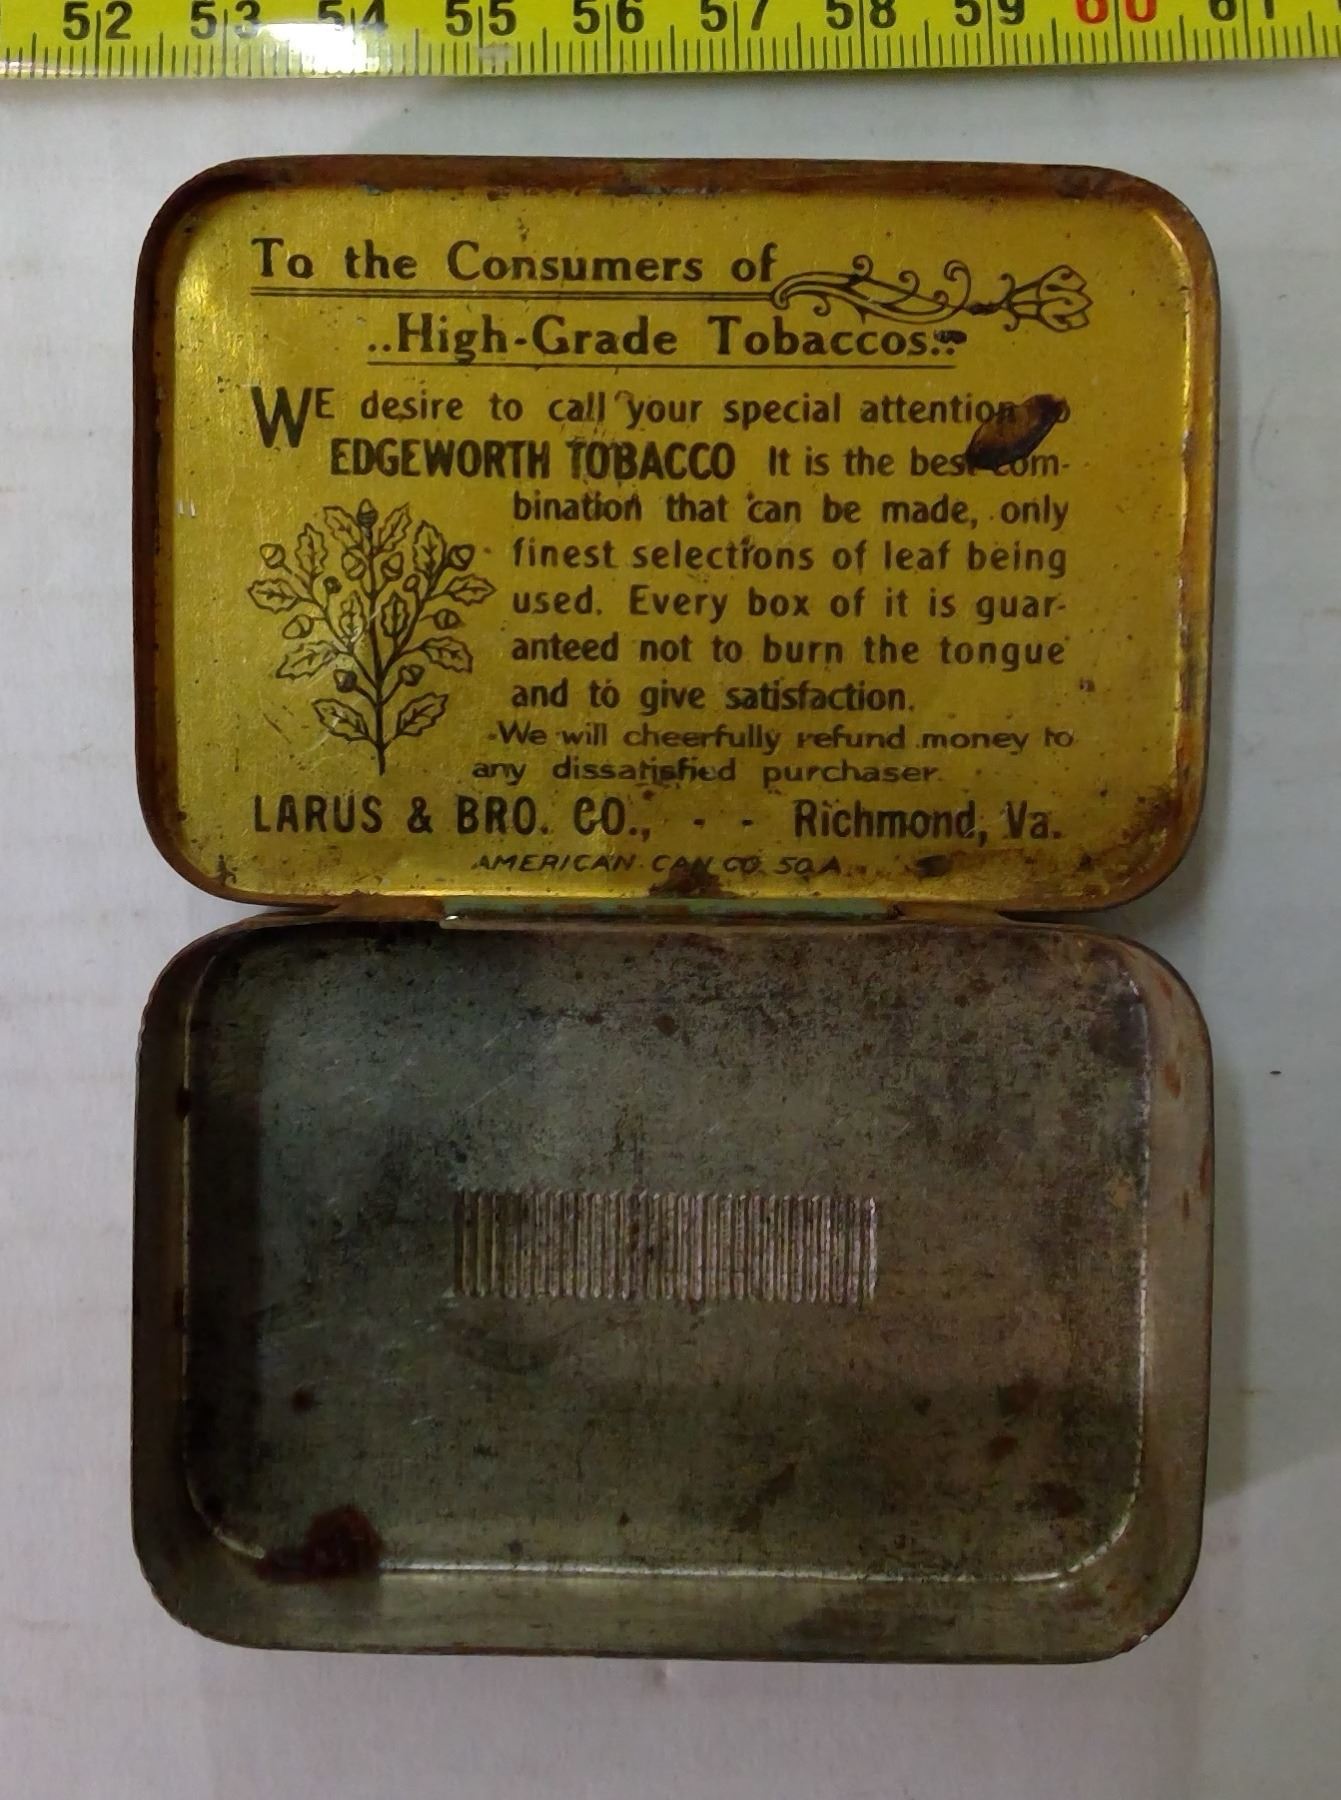 52 53 54 55 56 57 58 59 60 61
To the Consumers of
..High-Grade Tobaccos..
WE desire to call your special attention to
EDGEWORTH TOBACCO It is the best com-
bination that can be made, only
finest selections of leaf being
used. Every box of it is guar-
anteed not to burn the tongue
and to give satisfaction.
We will cheerfully refund money to
any dissatisfied purchaser.
LARUS & BRO. CO., - - Richmond, Va.
AMERICAN CAN CO. 50 A